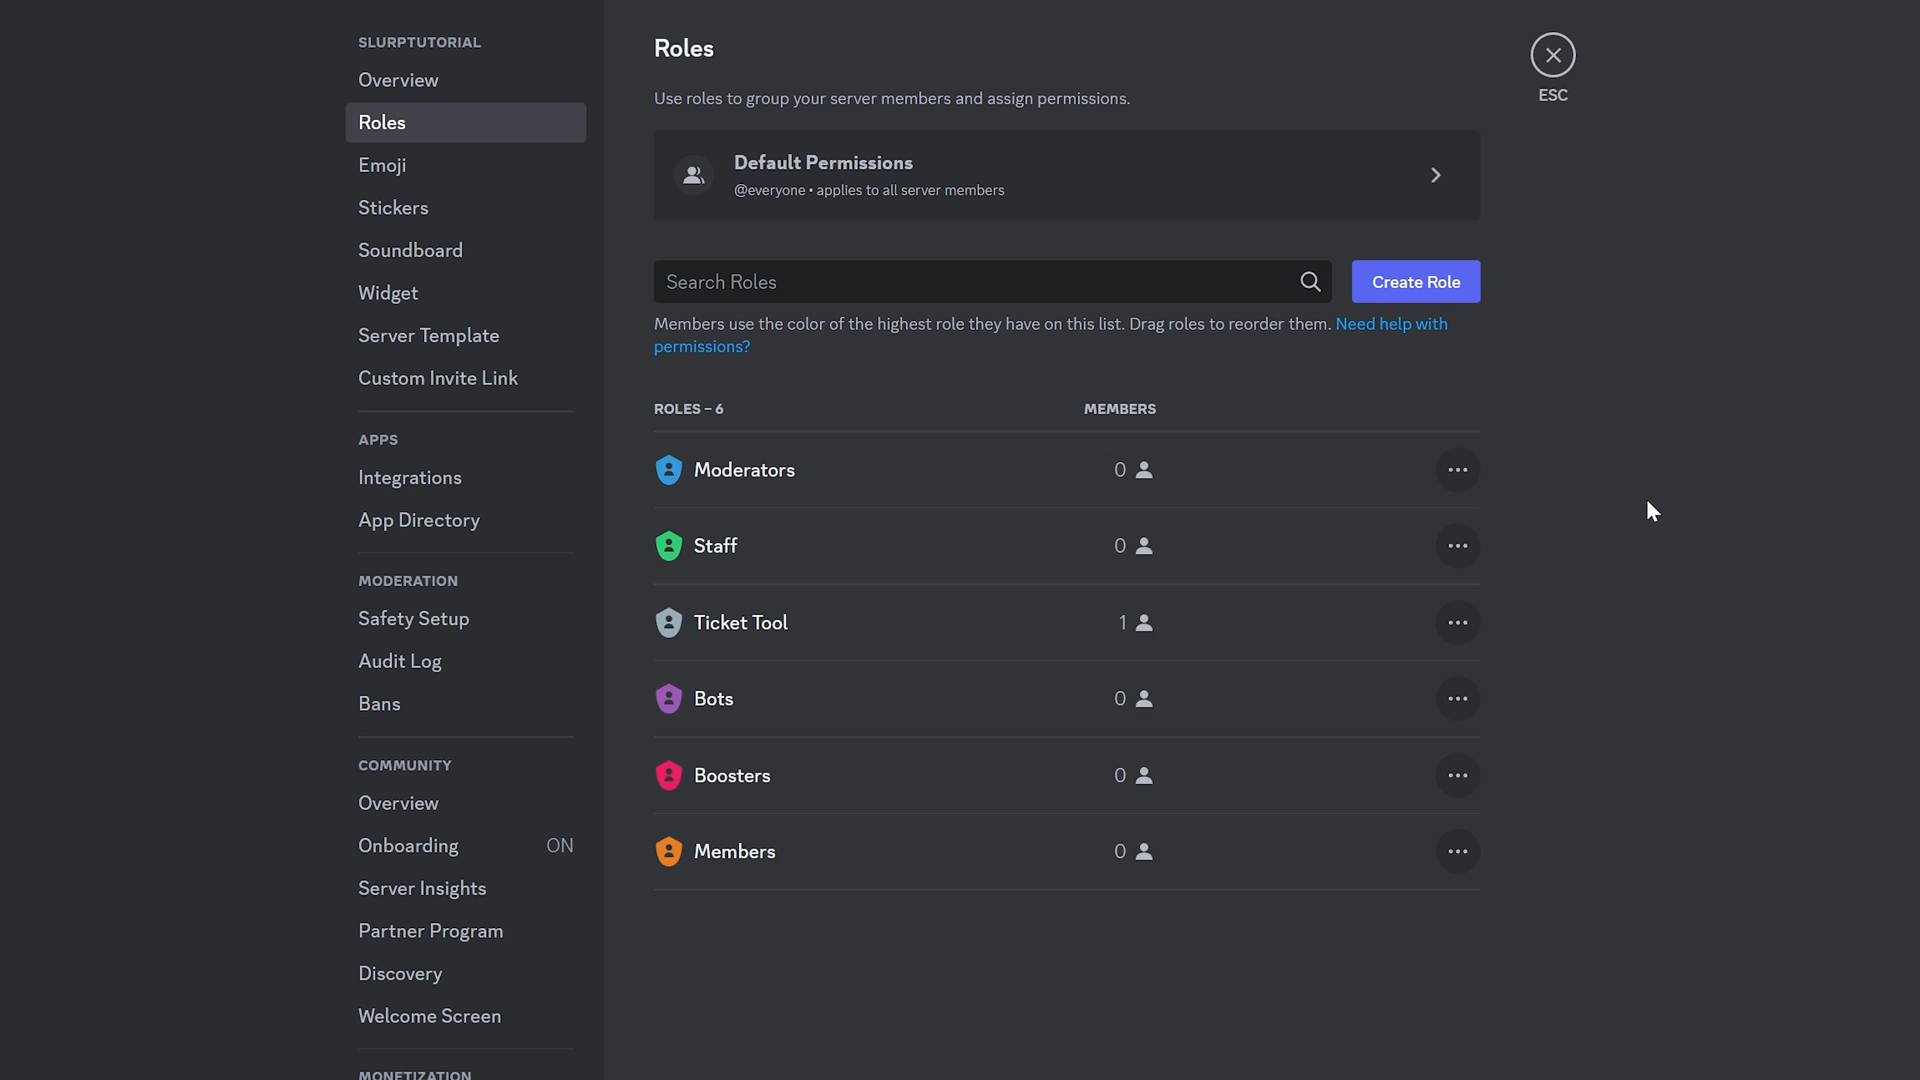 SLURPTUTORIAL
Overview
Roles
Emoji
Stickers
Soundboard
Widget
Server Template
Custom Invite Link
APPS
Integrations
App Directory
MODERATION
Safety Setup
Audit Log
Bans
COMMUNITY
Overview
Onboarding ON
Server Insights
Partner Program
Discovery
Welcome Screen
MONETIZATION
Roles
Use roles to group your server members and assign permissions.
Default Permissions
@everyone • applies to all server members
Search Roles
Create Role
Members use the color of the highest role they have on this list. Drag roles to reorder them. Need help with
permissions?
ROLES – 6 MEMBERS
Moderators 0
Staff 0
Ticket Tool 1
Bots 0
Boosters 0
Members 0
ESC